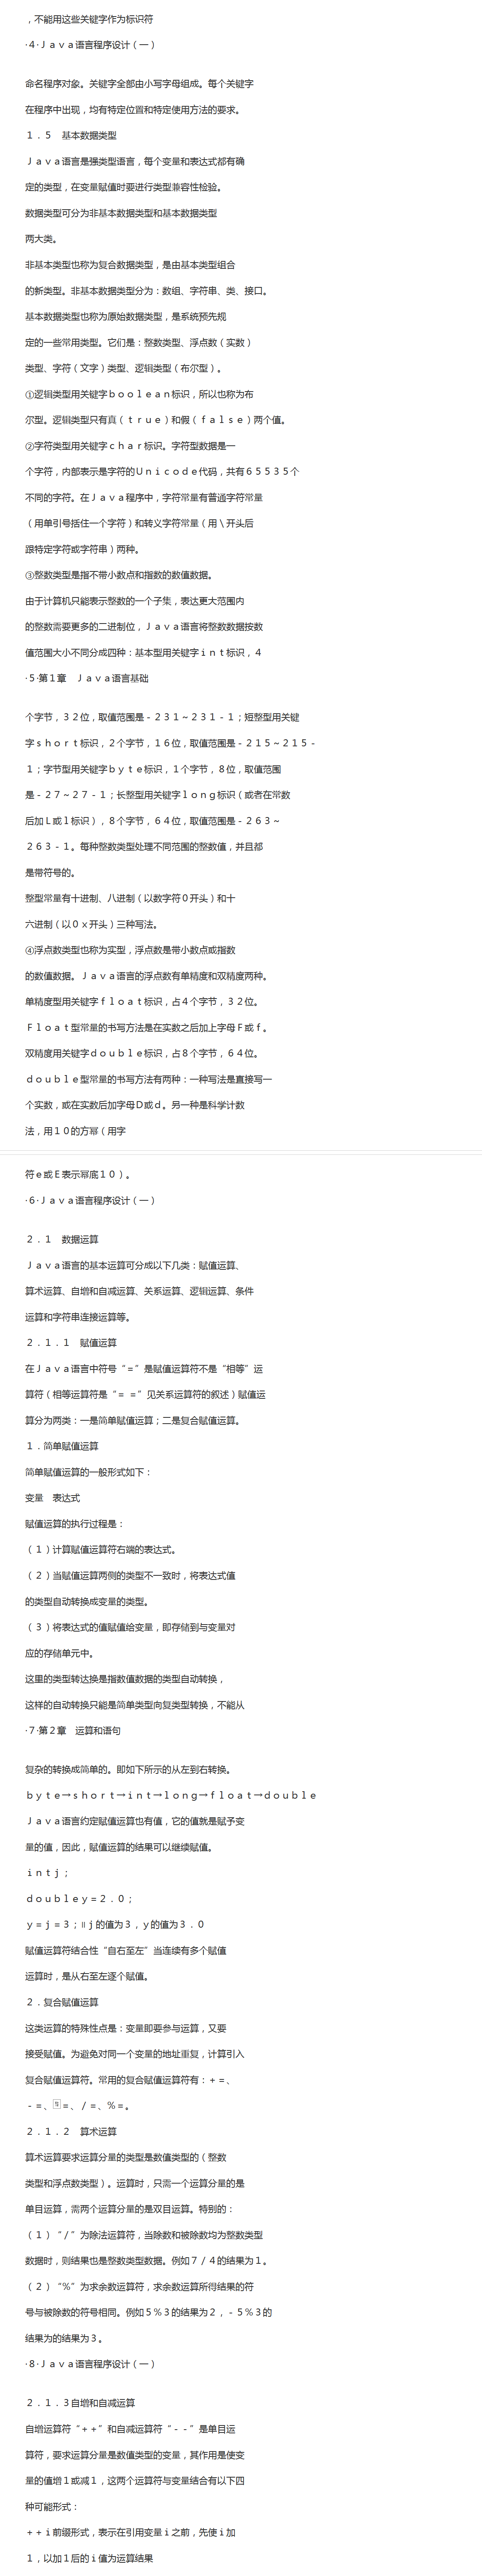 ，不能用这些关键字作为标识符
·４·Ｊａｖａ语言程序设计（一）
命名程序对象。关键字全部由小写字母组成。每个关键字
在程序中出现，均有特定位置和特定使用方法的要求。
１．５　基本数据类型
Ｊａｖａ语言是强类型语言，每个变量和表达式都有确
定的类型，在变量赋值时要进行类型兼容性检验。
数据类型可分为非基本数据类型和基本数据类型
两大类。
非基本类型也称为复合数据类型，是由基本类型组合
的新类型。非基本数据类型分为：数组、字符串、类、接口。
基本数据类型也称为原始数据类型，是系统预先规
定的一些常用类型。它们是：整数类型、浮点数（实数）
类型、字符（文字）类型、逻辑类型（布尔型）。
①逻辑类型用关键字ｂｏｏｌｅａｎ标识，所以也称为布
尔型。逻辑类型只有真（ｔｒｕｅ）和假（ｆａｌｓｅ）两个值。
②字符类型用关键字ｃｈａｒ标识。字符型数据是一
个字符，内部表示是字符的Ｕｎｉｃｏｄｅ代码，共有６５５３５个
不同的字符。在Ｊａｖａ程序中，字符常量有普通字符常量
（用单引号括住一个字符）和转义字符常量（用＼开头后
跟特定字符或字符串）两种。
③整数类型是指不带小数点和指数的数值数据。
由于计算机只能表示整数的一个子集，表达更大范围内
的整数需要更多的二进制位，Ｊａｖａ语言将整数数据按数
值范围大小不同分成四种：基本型用关键字ｉｎｔ标识，４
·５·第１章　Ｊａｖａ语言基础
个字节，３２位，取值范围是－２３１～２３１－１；短整型用关键
字ｓｈｏｒｔ标识，２个字节，１６位，取值范围是－２１５～２１５－
１；字节型用关键字ｂｙｔｅ标识，１个字节，８位，取值范围
是－２７～２７－１；长整型用关键字ｌｏｎｇ标识（或者在常数
后加Ｌ或ｌ标识），８个字节，６４位，取值范围是－２６３～
２６３－１。每种整数类型处理不同范围的整数值，并且都
是带符号的。
整型常量有十进制、八进制（以数字符０开头）和十
六进制（以０ｘ开头）三种写法。
④浮点数类型也称为实型，浮点数是带小数点或指数
的数值数据。Ｊａｖａ语言的浮点数有单精度和双精度两种。
单精度型用关键字ｆｌｏａｔ标识，占４个字节，３２位。
Ｆｌｏａｔ型常量的书写方法是在实数之后加上字母Ｆ或ｆ。
双精度用关键字ｄｏｕｂｌｅ标识，占８个字节，６４位。
ｄｏｕｂｌｅ型常量的书写方法有两种：一种写法是直接写一
个实数，或在实数后加字母Ｄ或ｄ。另一种是科学计数
法，用１０的方幂（用字
符ｅ或Ｅ表示幂底１０）。
·６·Ｊａｖａ语言程序设计（一）
２．１　数据运算
Ｊａｖａ语言的基本运算可分成以下几类：赋值运算、
算术运算、自增和自减运算、关系运算、逻辑运算、条件
运算和字符串连接运算等。
２．１．１　赋值运算
在Ｊａｖａ语言中符号“＝”是赋值运算符不是“相等”运
算符（相等运算符是“＝ ＝”见关系运算符的叙述）赋值运
算分为两类：一是简单赋值运算；二是复合赋值运算。
１．简单赋值运算
简单赋值运算的一般形式如下：
变量　表达式
赋值运算的执行过程是：
（１）计算赋值运算符右端的表达式。
（２）当赋值运算两侧的类型不一致时，将表达式值
的类型自动转换成变量的类型。
（３）将表达式的值赋值给变量，即存储到与变量对
应的存储单元中。
这里的类型转达换是指数值数据的类型自动转换，
这样的自动转换只能是简单类型向复类型转换，不能从
·７·第２章　运算和语句
复杂的转换成简单的。即如下所示的从左到右转换。
ｂｙｔｅ→ｓｈｏｒｔ→ｉｎｔ→ｌｏｎｇ→ｆｌｏａｔ→ｄｏｕｂｌｅ
Ｊａｖａ语言约定赋值运算也有值，它的值就是赋予变
量的值，因此，赋值运算的结果可以继续赋值。
ｉｎｔｊ；
ｄｏｕｂｌｅｙ＝２．０；
ｙ＝ｊ＝３；∥ｊ的值为３，ｙ的值为３．０
赋值运算符结合性“自右至左”当连续有多个赋值
运算时，是从右至左逐个赋值。
２．复合赋值运算
这类运算的特殊性点是：变量即要参与运算，又要
接受赋值。为避免对同一个变量的地址重复，计算引入
复合赋值运算符。常用的复合赋值运算符有：＋＝、
－＝、＝、／＝、％＝。
２．１．２　算术运算
算术运算要求运算分量的类型是数值类型的（整数
类型和浮点数类型）。运算时，只需一个运算分量的是
单目运算，需两个运算分量的是双目运算。特别的：
（１）“／”为除法运算符，当除数和被除数均为整数类型
数据时，则结果也是整数类型数据。例如７／４的结果为１。
（２）“％”为求余数运算符，求余数运算所得结果的符
号与被除数的符号相同。例如５％３的结果为２，－５％３的
结果为的结果为３。
·８·Ｊａｖａ语言程序设计（一）
２．１．３自增和自减运算
自增运算符“＋＋”和自减运算符“－－”是单目运
算符，要求运算分量是数值类型的变量，其作用是使变
量的值增１或减１，这两个运算符与变量结合有以下四
种可能形式：
＋＋ｉ前缀形式，表示在引用变量ｉ之前，先使ｉ加
１，以加１后的ｉ值为运算结果